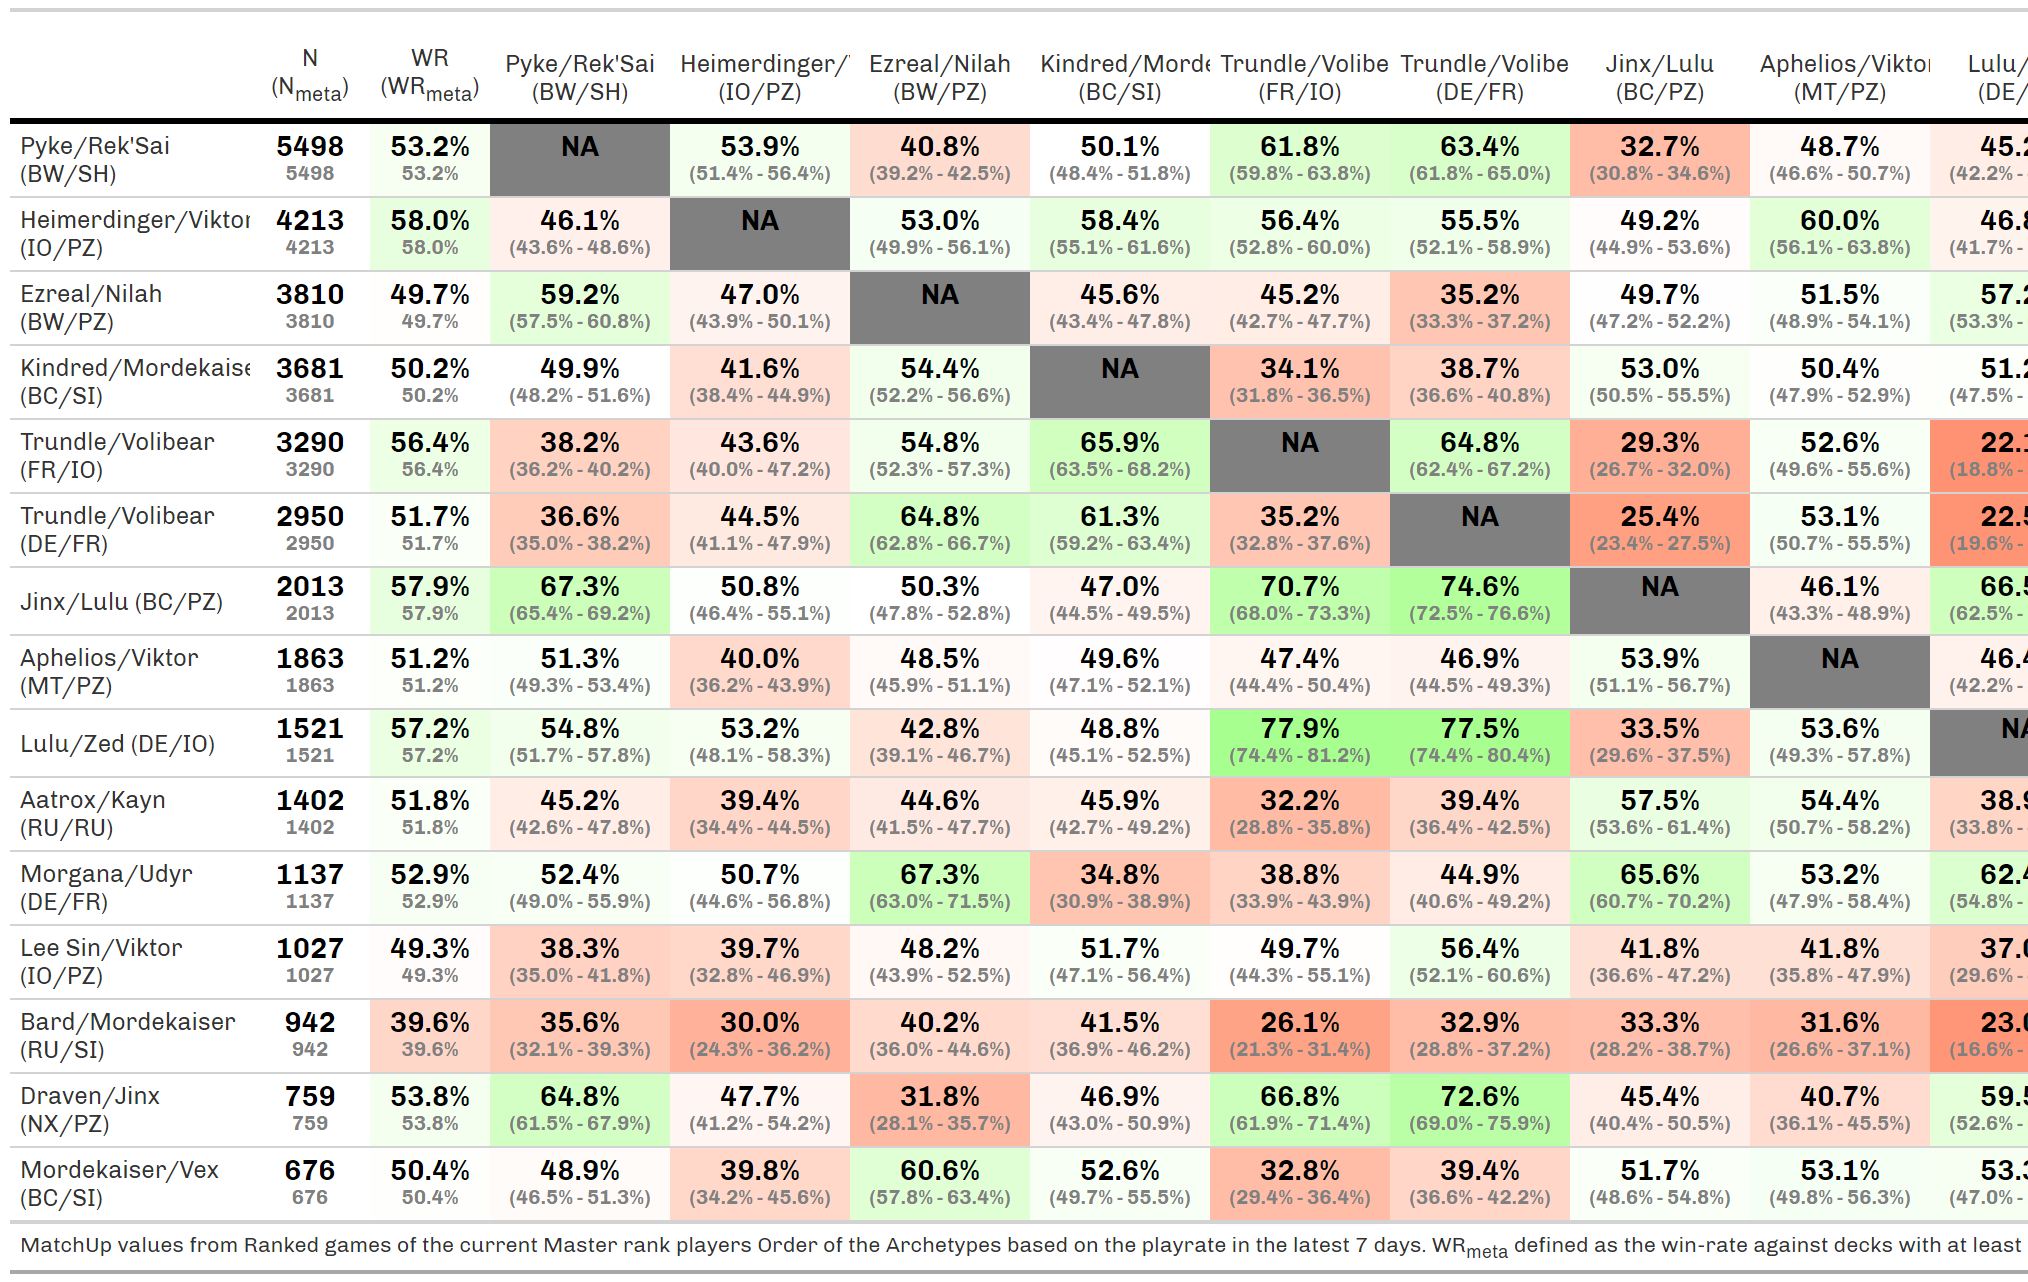 N WR Pyke/Rek'Sai Heimerdinger/ Ezreal/Nilah Kindred/Morde Trundle/Volibe Trundle/Volibe Jinx/Lulu Aphelios/Viktor Lulu/
(Nmeta) (WRmeta) (BW/SH) (IO/PZ) (BW/PZ) (BC/SI) (FR/IO) (DE/FR) (BC/PZ) (MT/PZ) (DE/
Pyke/Rek'Sai 5498 53.2% NA 53.9% 40.8% 50.1% 61.8% 63.4% 32.7% 48.7% 45.2
(BW/SH) 5498 53.2% (51.4% - 56.4%) (39.2% - 42.5%) (48.4% - 51.8%) (59.8% - 63.8%) (61.8% - 65.0%) (30.8% - 34.6%) (46.6% - 50.7%) (42.2% -
Heimerdinger/Viktor 4213 58.0% 46.1% NA 53.0% 58.4% 56.4% 55.5% 49.2% 60.0% 46.8
(IO/PZ) 4213 58.0% (43.6% - 48.6%) (49.9% - 56.1%) (55.1% - 61.6%) (52.8% - 60.0%) (52.1% - 58.9%) (44.9% - 53.6%) (56.1% - 63.8%) (41.7% -
Ezreal/Nilah 3810 49.7% 59.2% 47.0% NA 45.6% 45.2% 35.2% 49.7% 51.5% 57.2
(BW/PZ) 3810 49.7% (57.5% - 60.8%) (43.9% - 50.1%) (43.4% - 47.8%) (42.7% - 47.7%) (33.3% - 37.2%) (47.2% - 52.2%) (48.9% - 54.1%) (53.3% -
Kindred/Mordekaise 3681 50.2% 49.9% 41.6% 54.4% NA 34.1% 38.7% 53.0% 50.4% 51.2
(BC/SI) 3681 50.2% (48.2% - 51.6%) (38.4% - 44.9%) (52.2% - 56.6%) (31.8% - 36.5%) (36.6% - 40.8%) (50.5% - 55.5%) (47.9% - 52.9%) (47.5% -
Trundle/Volibear 3290 56.4% 38.2% 43.6% 54.8% 65.9% NA 64.8% 29.3% 52.6% 22.1
(FR/IO) 3290 56.4% (36.2% - 40.2%) (40.0% - 47.2%) (52.3% - 57.3%) (63.5% - 68.2%) (62.4% - 67.2%) (26.7% - 32.0%) (49.6% - 55.6%) (18.8% -
Trundle/Volibear 2950 51.7% 36.6% 44.5% 64.8% 61.3% 35.2% NA 25.4% 53.1% 22.5
(DE/FR) 2950 51.7% (35.0% - 38.2%) (41.1% - 47.9%) (62.8% - 66.7%) (59.2% - 63.4%) (32.8% - 37.6%) (23.4% - 27.5%) (50.7% - 55.5%) (19.6% -
Jinx/Lulu (BC/PZ) 2013 57.9% 67.3% 50.8% 50.3% 47.0% 70.7% 74.6% NA 46.1% 66.5
2013 57.9% (65.4% - 69.2%) (46.4% - 55.1%) (47.8% - 52.8%) (44.5% - 49.5%) (68.0% - 73.3%) (72.5% - 76.6%) (43.3% - 48.9%) (62.5% -
Aphelios/Viktor 1863 51.2% 51.3% 40.0% 48.5% 49.6% 47.4% 46.9% 53.9% NA 46.4
(MT/PZ) 1863 51.2% (49.3% - 53.4%) (36.2% - 43.9%) (45.9% - 51.1%) (47.1% - 52.1%) (44.4% - 50.4%) (44.5% - 49.3%) (51.1% - 56.7%) (42.2% -
Lulu/Zed (DE/IO) 1521 57.2% 54.8% 53.2% 42.8% 48.8% 77.9% 77.5% 33.5% 53.6% NA
1521 57.2% (51.7% - 57.8%) (48.1% - 58.3%) (39.1% - 46.7%) (45.1% - 52.5%) (74.4% - 81.2%) (74.4% - 80.4%) (29.6% - 37.5%) (49.3% - 57.8%)
Aatrox/Kayn 1402 51.8% 45.2% 39.4% 44.6% 45.9% 32.2% 39.4% 57.5% 54.4% 38.9
(RU/RU) 1402 51.8% (42.6% - 47.8%) (34.4% - 44.5%) (41.5% - 47.7%) (42.7% - 49.2%) (28.8% - 35.8%) (36.4% - 42.5%) (53.6% - 61.4%) (50.7% - 58.2%) (33.8% -
Morgana/Udyr 1137 52.9% 52.4% 50.7% 67.3% 34.8% 38.8% 44.9% 65.6% 53.2% 62.4
(DE/FR) 1137 52.9% (49.0% - 55.9%) (44.6% - 56.8%) (63.0% - 71.5%) (30.9% - 38.9%) (33.9% - 43.9%) (40.6% - 49.2%) (60.7% - 70.2%) (47.9% - 58.4%) (54.8% -
Lee Sin/Viktor 1027 49.3% 38.3% 39.7% 48.2% 51.7% 49.7% 56.4% 41.8% 41.8% 37.0
(IO/PZ) 1027 49.3% (35.0% - 41.8%) (32.8% - 46.9%) (43.9% - 52.5%) (47.1% - 56.4%) (44.3% - 55.1%) (52.1% - 60.6%) (36.6% - 47.2%) (35.8% - 47.9%) (29.6% -
Bard/Mordekaiser 942 39.6% 35.6% 30.0% 40.2% 41.5% 26.1% 32.9% 33.3% 31.6% 23.0
(RU/SI) 942 39.6% (32.1% - 39.3%) (24.3% - 36.2%) (36.0% - 44.6%) (36.9% - 46.2%) (21.3% - 31.4%) (28.8% - 37.2%) (28.2% - 38.7%) (26.6% - 37.1%) (16.6% -
Draven/Jinx 759 53.8% 64.8% 47.7% 31.8% 46.9% 66.8% 72.6% 45.4% 40.7% 59.5
(NX/PZ) 759 53.8% (61.5% - 67.9%) (41.2% - 54.2%) (28.1% - 35.7%) (43.0% - 50.9%) (61.9% - 71.4%) (69.0% - 75.9%) (40.4% - 50.5%) (36.1% - 45.5%) (52.6% -
Mordekaiser/Vex 676 50.4% 48.9% 39.8% 60.6% 52.6% 32.8% 39.4% 51.7% 53.1% 53.3
(BC/SI) 676 50.4% (46.5% - 51.3%) (34.2% - 45.6%) (57.8% - 63.4%) (49.7% - 55.5%) (29.4% - 36.4%) (36.6% - 42.2%) (48.6% - 54.8%) (49.8% - 56.3%) (47.0% -
MatchUp values from Ranked games of the current Master rank players Order of the Archetypes based on the playrate in the latest 7 days. WRmeta defined as the win-rate against decks with at least